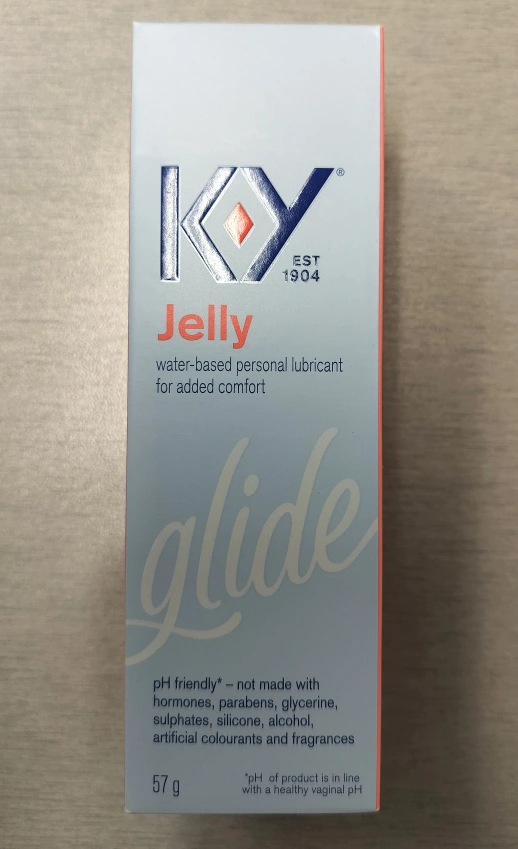 KY®
EST
1904
Jelly
water-based personal lubricant
for added comfort
glide
pH friendly* – not made with
hormones, parabens, glycerine,
sulphates, silicone, alcohol,
artificial colourants and fragrances
57 g
*pH of product is in line
with a healthy vaginal pH